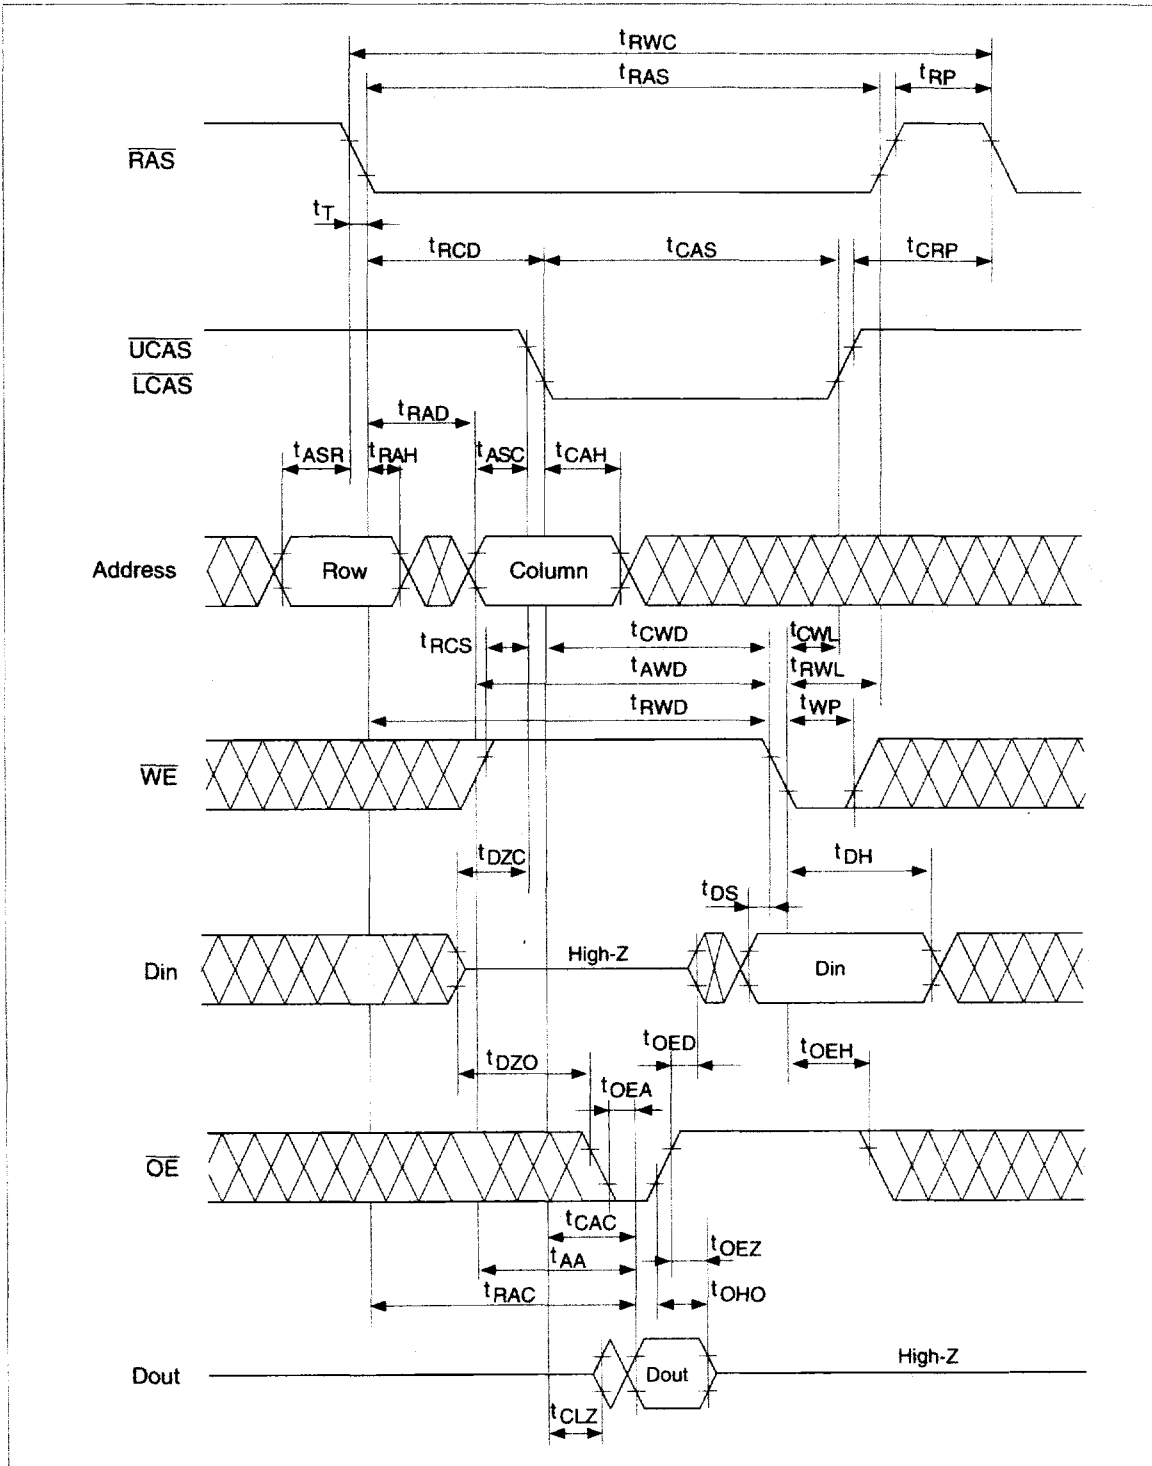 tRWC
tRAS tRP
RAS
tT
tRCD tCAS tCRP
UCAS
LCAS
tRAD
tASR tRAH tASC tCAH
Address Row Column
tRCS tCWD tCWL
tAWD tRWL
tRWD tWP
WE
tDZC tDH
tDS
Din High-Z Din
tOED tOEH
tDZO
tOEA
OE
tCAC
tOEZ
tAA
tRAC tOHO
Dout Dout High-Z
tCLZ